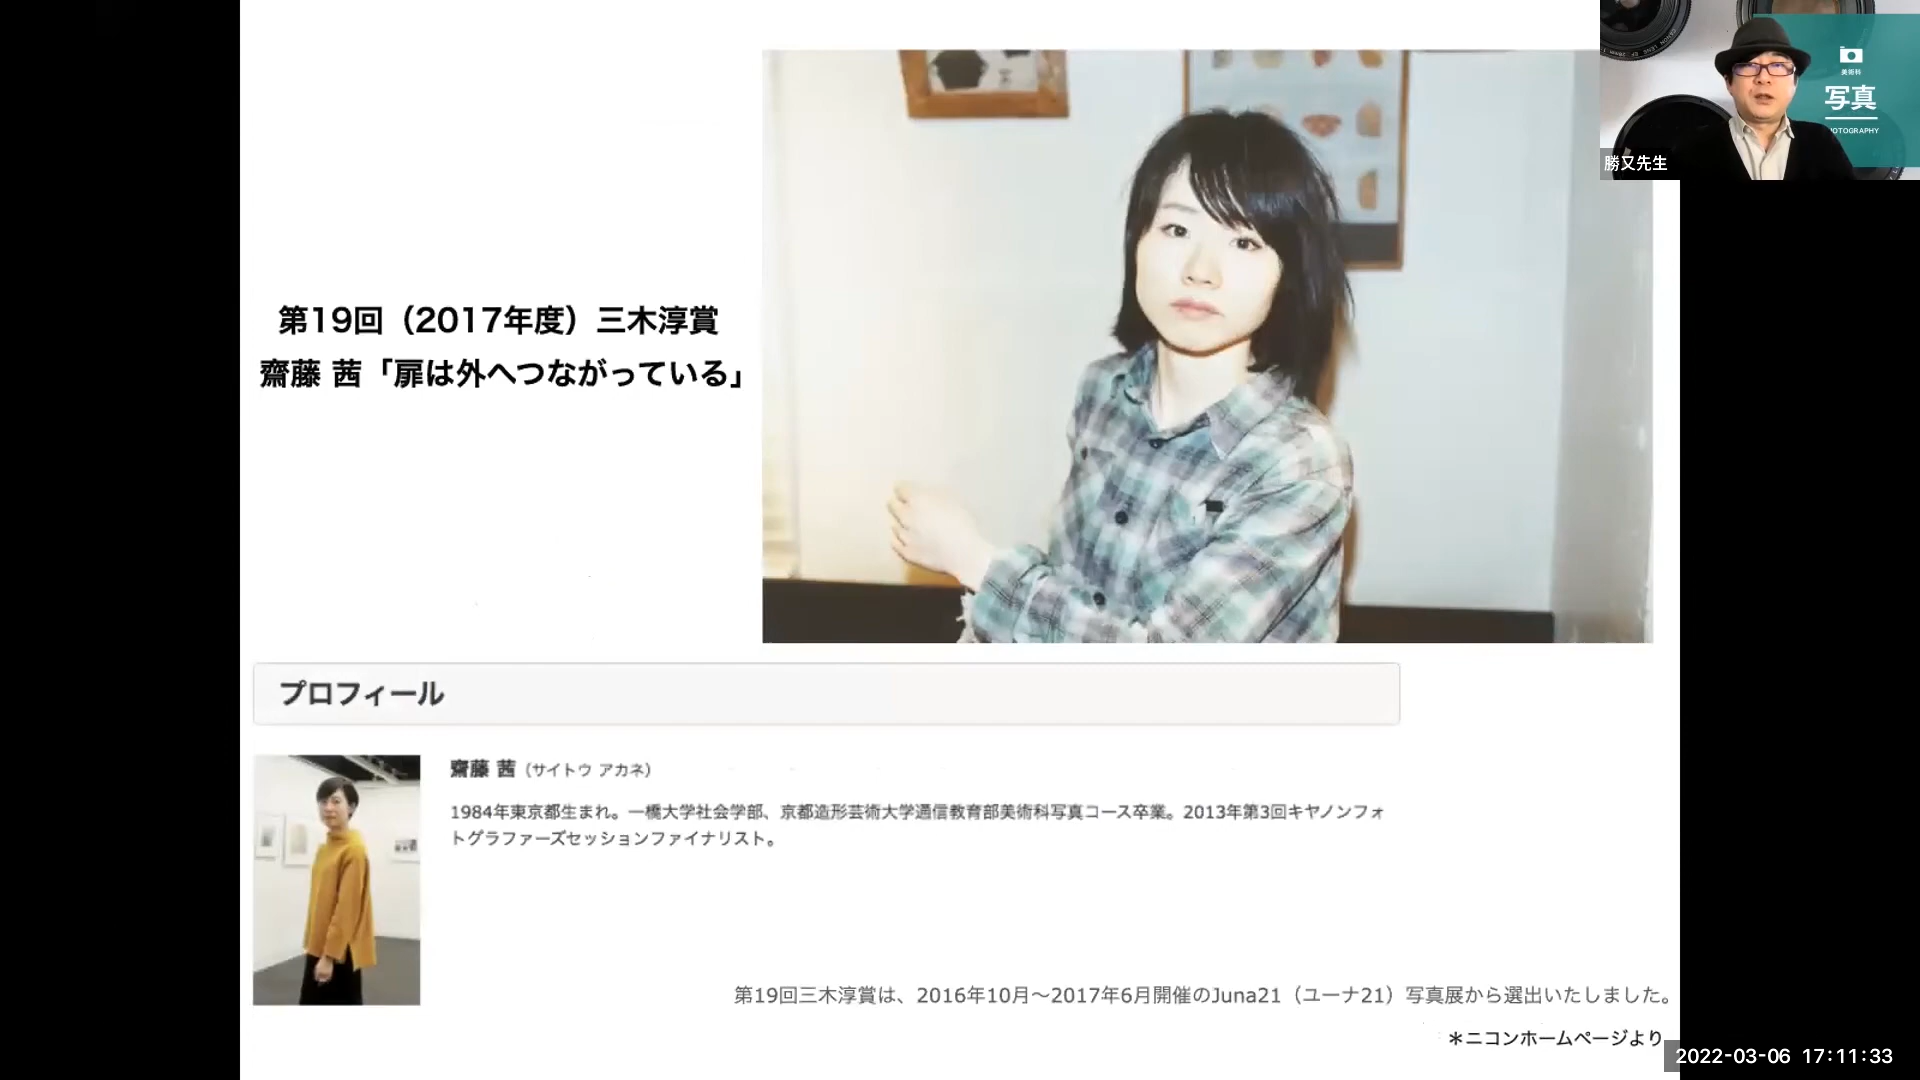 第19回（2017年度）三木淳賞
齋藤 茜「扉は外へつながっている」
美術科
写真
OTOGRAPHY
勝又先生
プロフィール
齋藤 茜（サイトウ アカネ）
1984年東京都生まれ。一橋大学社会学部、京都造形芸術大学通信教育部美術科写真コース卒業。2013年第3回キヤノンフォ
トグラファーズセッションファイナリスト。
第19回三木淳賞は、2016年10月～2017年6月開催のJuna21（ユーナ21）写真展から選出いたしました。
＊ニコンホームページより
2022-03-06 17:11:33